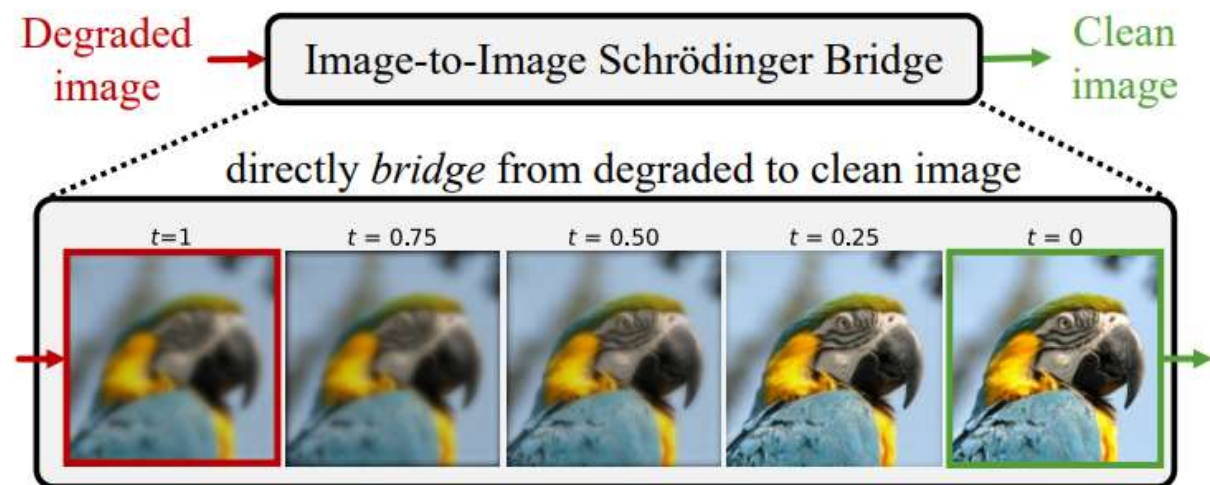 Degraded
image
Image-to-Image Schrödinger Bridge
Clean
image
directly bridge from degraded to clean image
t=1
t = 0.75
t = 0.50
t = 0.25
t = 0